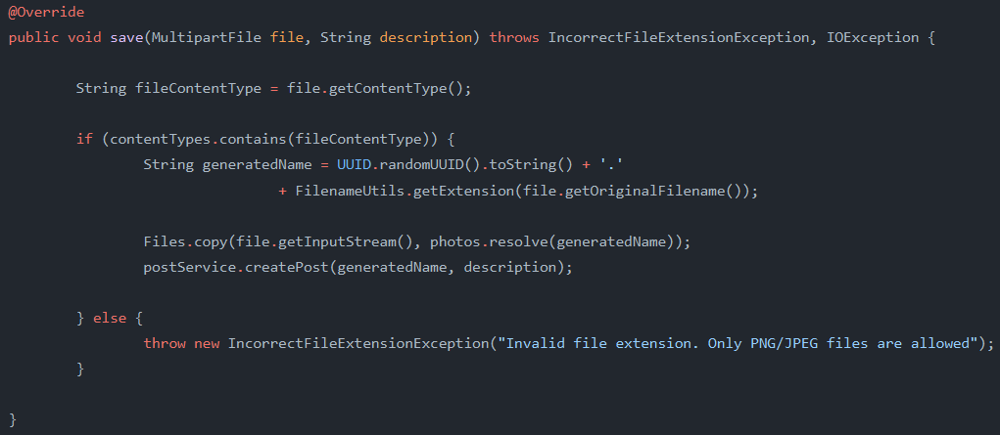 @Override
public void save(MultipartFile file, String description) throws IncorrectFileExtensionException, IOException {
String fileContentType = file.getContentType();
if (contentTypes.contains(fileContentType)) {
String generatedName = UUID.randomUUID().toString() + '.'
+ FilenameUtils.getExtension(file.getOriginalFilename());
Files.copy(file.getInputStream(), photos.resolve(generatedName));
postService.createPost(generatedName, description);
} else {
throw new IncorrectFileExtensionException("Invalid file extension. Only PNG/JPEG files are allowed");
}
}